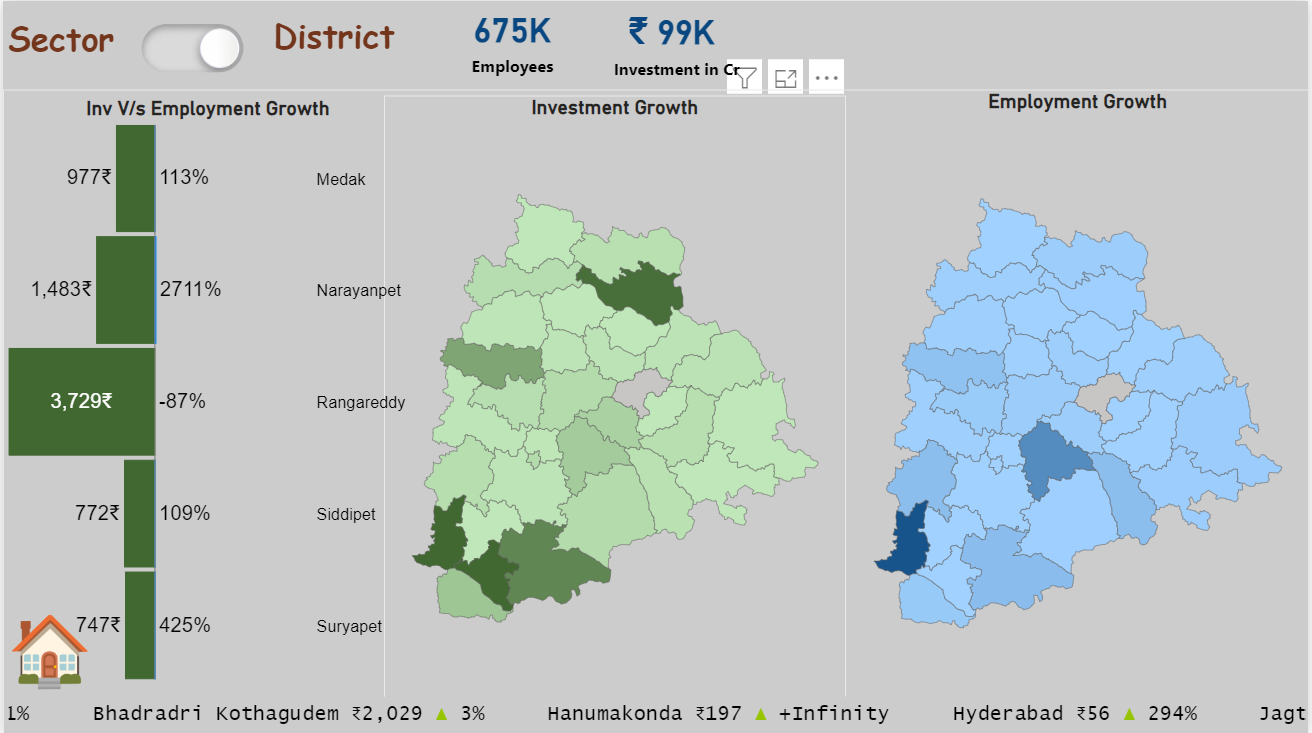 Sector
District
675K
Employees
₹ 99K
Investment in Cr
Inv V/s Employment Growth
977₹ 113% Medak
1,483₹ 2711% Narayanpet
3,729₹ -87% Rangareddy
772₹ 109% Siddipet
747₹ 425% Suryapet
Investment Growth
Employment Growth
1% Bhadradri Kothagudem ₹2,029 ▲ 3% Hanumakonda ₹197 ▲ +Infinity Hyderabad ₹56 ▲ 294% Jagt